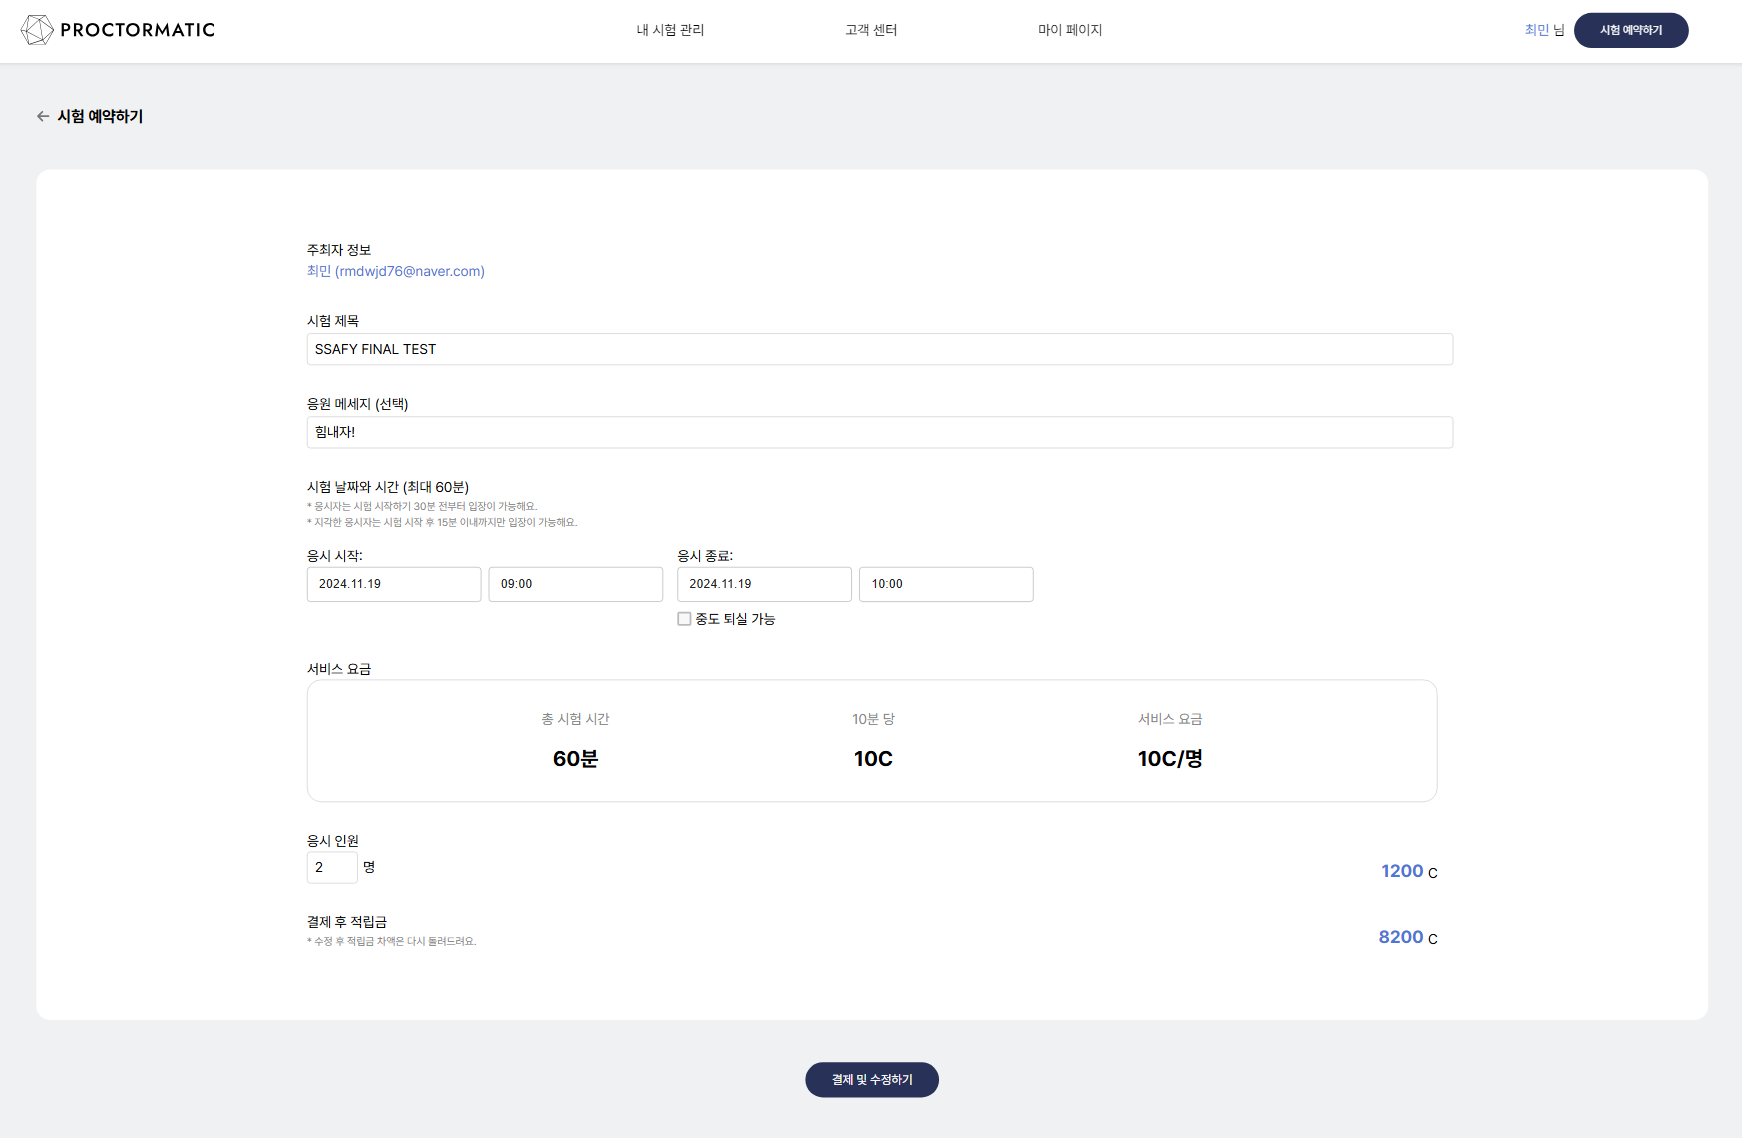 PROCTORMATIC
내 시험 관리
고객 센터
마이 페이지
최민 님
시험 예약하기
시험 예약하기
주최자 정보
최민 (rmdwjd76@naver.com)
시험 제목
SSAFY FINAL TEST
응원 메세지 (선택)
힘내자!
시험 날짜와 시간 (최대 60분)
* 응시자는 시험 시작하기 30분 전부터 입장이 가능해요.
* 지각한 응시자는 시험 시작 후 15분 이내까지만 입장이 가능해요.
응시 시작:
2024.11.19
09:00
응시 종료:
2024.11.19
10:00
중도 퇴실 가능
서비스 요금
총 시험 시간
60분
10분 당
10C
서비스 요금
10C/명
응시 인원
2 명
1200 C
결제 후 적립금
* 수정 후 적립금 차액은 다시 돌려드려요.
8200 C
결제 및 수정하기